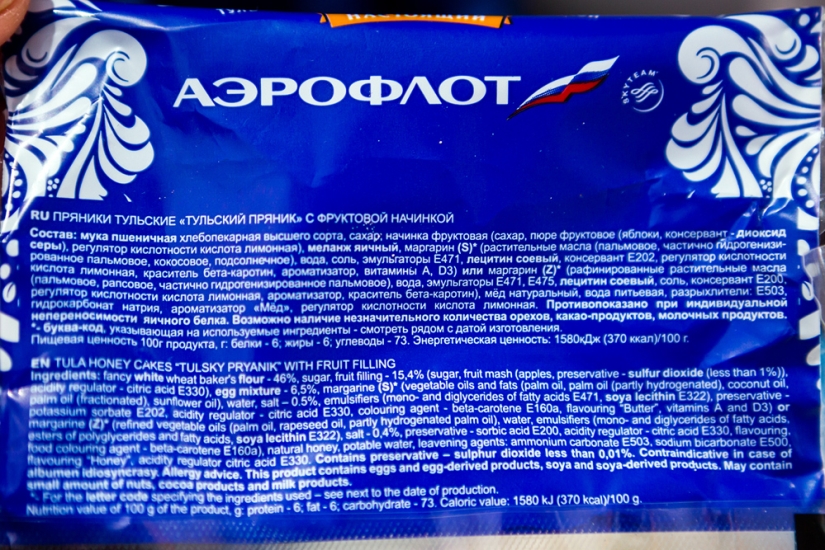 НАСТОЯЩИЙ
АЭРОФЛОТ
SKYTEAM
RU ПРЯНИКИ ТУЛЬСКИЕ «ТУЛЬСКИЙ ПРЯНИК» С ФРУКТОВОЙ НАЧИНКОЙ
Состав: мука пшеничная хлебопекарная высшего сорта, сахар, начинка фруктовая (сахар, пюре фруктовое (яблоки, консервант - диоксид
серы), регулятор кислотности кислота лимонная), меланж яичный, маргарин (S)* (растительные масла (пальмовое, частично гидрогенизи-
рованное пальмовое, кокосовое, подсолнечное), вода, соль, эмульгаторы Е471, лецитин соевый, консервант Е202, регулятор кислотности
кислота лимонная, краситель бета-каротин, ароматизатор, витамины А, D3) или маргарин (Z)* (рафинированные растительные масла
(пальмовое, рапсовое, частично гидрогенизированное пальмовое), вода, эмульгаторы Е471, Е475, лецитин соевый, соль, консервант Е200,
регулятор кислотности кислота лимонная, ароматизатор, краситель бета-каротин), мёд натуральный, вода питьевая, разрыхлители: Е503,
гидрокарбонат натрия, ароматизатор «Мёд», регулятор кислотности кислота лимонная. Противопоказано при индивидуальной
непереносимости яичного белка. Возможно наличие незначительного количества орехов, какао-продуктов, молочных продуктов.
*- буква-код, указывающая на используемые ингредиенты - смотреть рядом с датой изготовления.
Пищевая ценность 100г продукта, г: белки - 6; жиры - 6; углеводы - 73. Энергетическая ценность: 1580кДж (370 ккал)/100 г.
EN TULA HONEY CAKES "TULSKY PRYANIK" WITH FRUIT FILLING
Ingredients: fancy white wheat baker's flour - 46%, sugar, fruit filling - 15,4% (sugar, fruit mash (apples, preservative - sulfur dioxide (less than 1%)),
acidity regulator - citric acid E330), egg mixture - 6,5%, margarine (S)* (vegetable oils and fats (palm oil, palm oil (partly hydrogenated), coconut oil,
palm oil (fractionated), sunflower oil), water, salt – 0,5%, emulsifiers (mono- and diglycerides of fatty acids E471, soya lecithin E322), preservative -
potassium sorbate E202, acidity regulator - citric acid E330, colouring agent - beta-carotene E160a, flavouring "Butter", vitamins A and D3) or
margarine (Z)* (refined vegetable oils (palm oil, rapeseed oil, partly hydrogenated palm oil), water, emulsifiers (mono- and diglycerides of fatty acids,
esters of polyglycerides and fatty acids, soya lecithin E322), salt - 0,4%, preservative - sorbic acid E200, acidity regulator - citric acid E330, flavouring,
food colouring agent - beta-carotene E160a), natural honey, potable water, leavening agents: ammonium carbonate E503, sodium bicarbonate E500,
flavouring "Honey", acidity regulator citric acid E330. Contains preservative – sulphur dioxide less than 0,01%. Contraindicative in case of
albumen idiosyncrasy. Allergy advice. This product contains eggs and egg-derived products, soya and soya-derived products. May contain
small amount of nuts, cocoa products and milk products.
*- For the letter code specifying the ingredients used – see next to the date of production.
Nutrition value of 100 g of the product, g: protein - 6; fat - 6; carbohydrate - 73. Caloric value: 1580 kJ (370 kcal)/100 g.